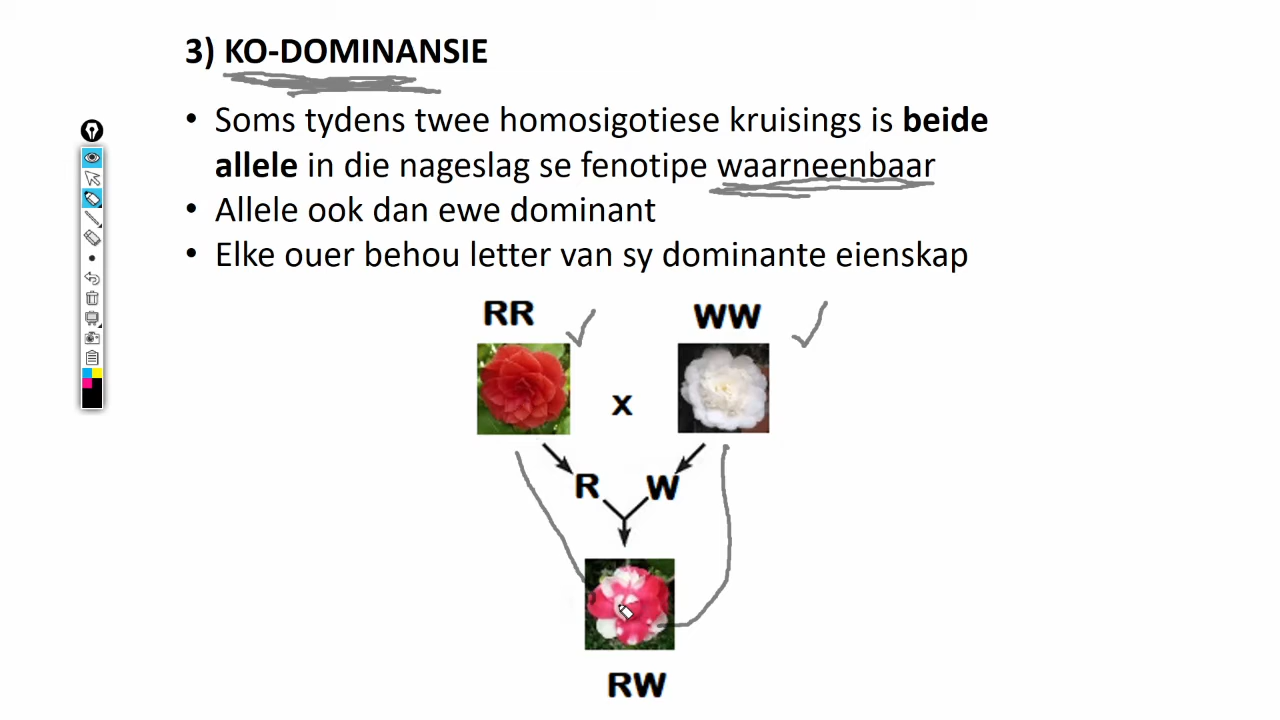 3) KO-DOMINANSIE
• Soms tydens twee homosigotiese kruisings is beide
allele in die nageslag se fenotipe waarneenbaar
• Allele ook dan ewe dominant
• Elke ouer behou letter van sy dominante eienskap
RR WW
x
R W
RW